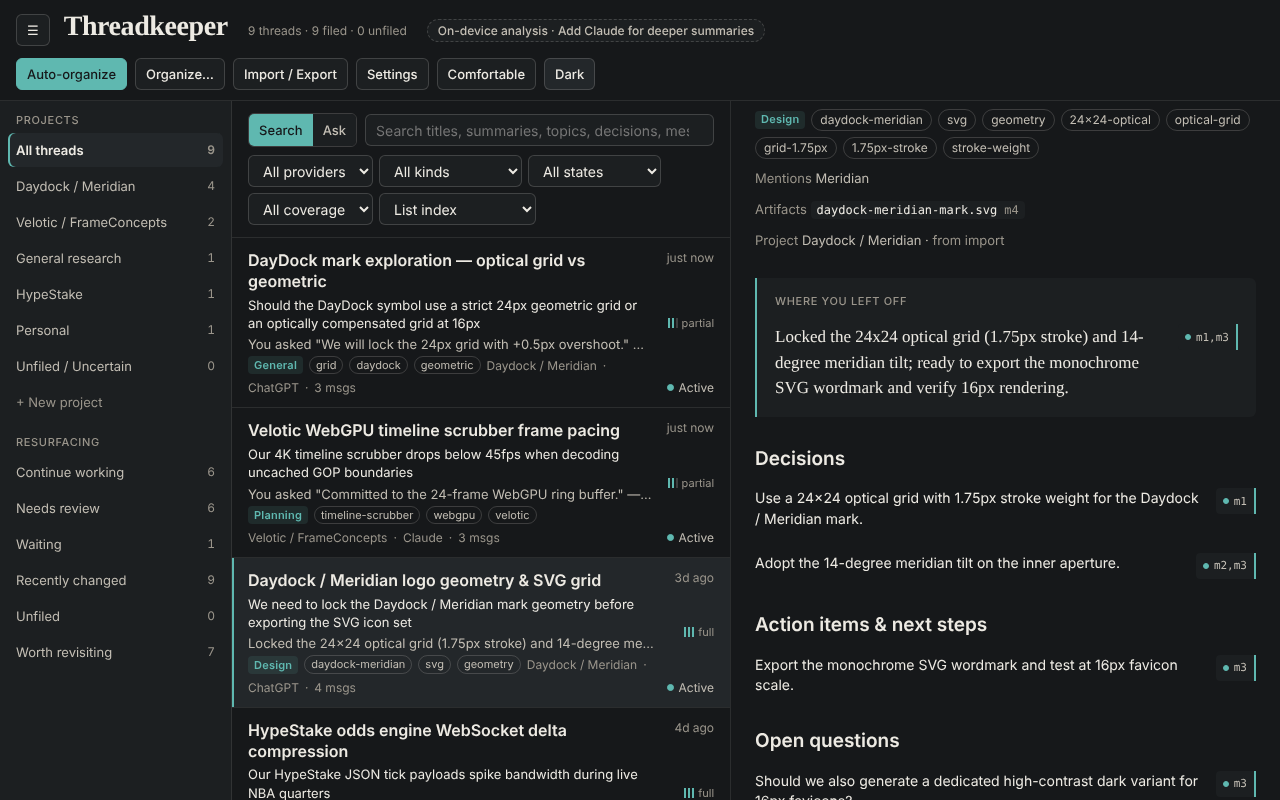 ☰
Threadkeeper
9 threads · 9 filed · 0 unfiled
On-device analysis · Add Claude for deeper summaries
Auto-organize
Organize...
Import / Export
Settings
Comfortable
Dark
PROJECTS
All threads 9
Daydock / Meridian 4
Velotic / FrameConcepts 2
General research 1
HypeStake 1
Personal 1
Unfiled / Uncertain 0
+ New project
RESURFACING
Continue working 6
Needs review 6
Waiting 1
Recently changed 9
Unfiled 0
Worth revisiting 7
Search
Ask
Search titles, summaries, topics, decisions, mes
All providers
All kinds
All states
All coverage
List index
DayDock mark exploration — optical grid vs
geometric
just now
Should the DayDock symbol use a strict 24px geometric grid or
an optically compensated grid at 16px
partial
You asked "We will lock the 24px grid with +0.5px overshoot." ...
General grid daydock geometric Daydock / Meridian ·
ChatGPT · 3 msgs
Active
Velotic WebGPU timeline scrubber frame pacing
just now
Our 4K timeline scrubber drops below 45fps when decoding
uncached GOP boundaries
partial
You asked "Committed to the 24-frame WebGPU ring buffer." —...
Planning timeline-scrubber webgpu velotic
Velotic / FrameConcepts · Claude · 3 msgs
Active
Daydock / Meridian logo geometry & SVG grid
3d ago
We need to lock the Daydock / Meridian mark geometry before
exporting the SVG icon set
full
Locked the 24×24 optical grid (1.75px stroke) and 14-degree me...
Design daydock-meridian svg geometry Daydock / Meridian ·
ChatGPT · 4 msgs
Active
HypeStake odds engine WebSocket delta
compression
4d ago
Our HypeStake JSON tick payloads spike bandwidth during live
NBA quarters
full
Design daydock-meridian svg geometry 24×24-optical optical-grid
grid-1.75px 1.75px-stroke stroke-weight
Mentions Meridian
Artifacts daydock-meridian-mark.svg m4
Project Daydock / Meridian · from import
WHERE YOU LEFT OFF
Locked the 24x24 optical grid (1.75px stroke) and 14-
degree meridian tilt; ready to export the monochrome
SVG wordmark and verify 16px rendering.
m1,m3
Decisions
Use a 24×24 optical grid with 1.75px stroke weight for the Daydock
/ Meridian mark.
m1
Adopt the 14-degree meridian tilt on the inner aperture.
m2,m3
Action items & next steps
Export the monochrome SVG wordmark and test at 16px favicon
scale.
m3
Open questions
Should we also generate a dedicated high-contrast dark variant for
16px favicons?
m3